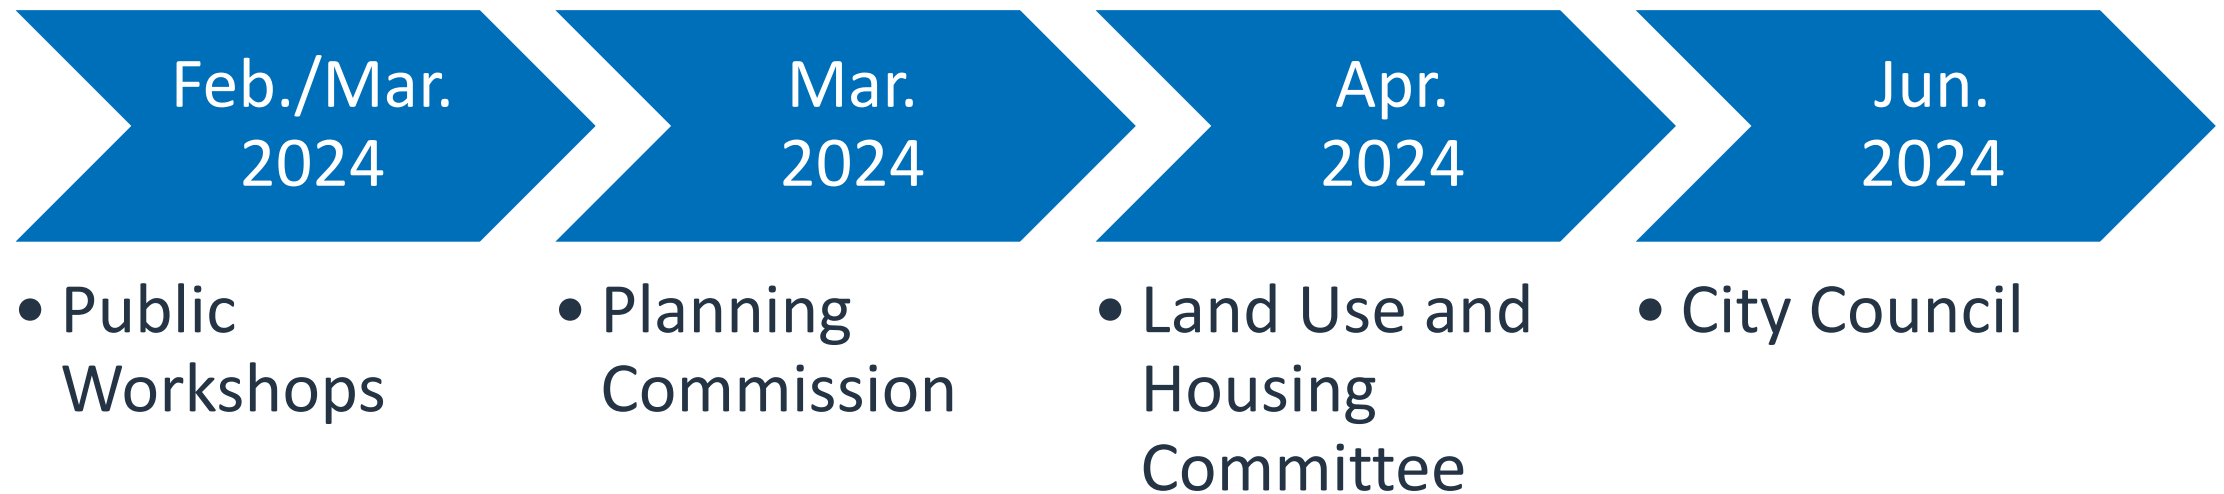 Feb./Mar.
2024
Mar.
2024
Apr.
2024
Jun.
2024
• Public
Workshops
• Planning
Commission
• Land Use and
Housing
Committee
• City Council